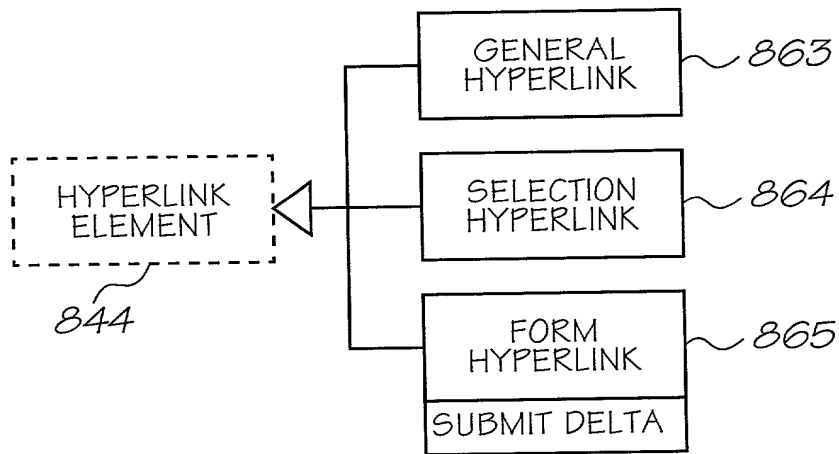 GENERAL
HYPERLINK
863
HYPERLINK
ELEMENT
844
SELECTION
HYPERLINK
864
FORM
HYPERLINK
865
SUBMIT DELTA